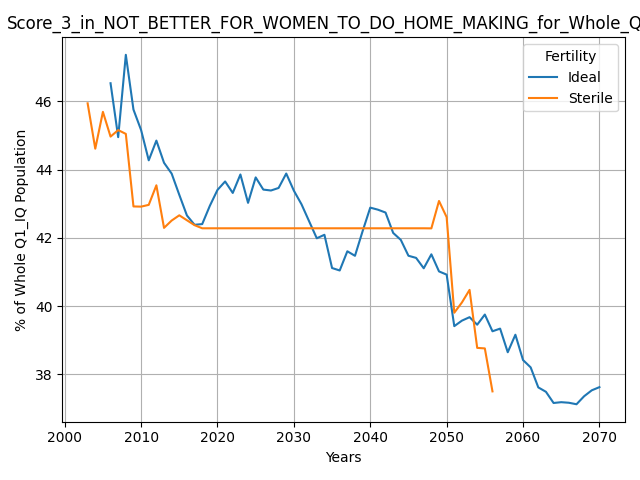 Score_3_in_NOT_BETTER_FOR_WOMEN_TO_DO_HOME_MAKING_for_Whole_Q
Fertility
Ideal
Sterile
% of Whole Q1_IQ Population
46
44
42
40
38
2000
2010
2020
2030
2040
2050
2060
2070
Years